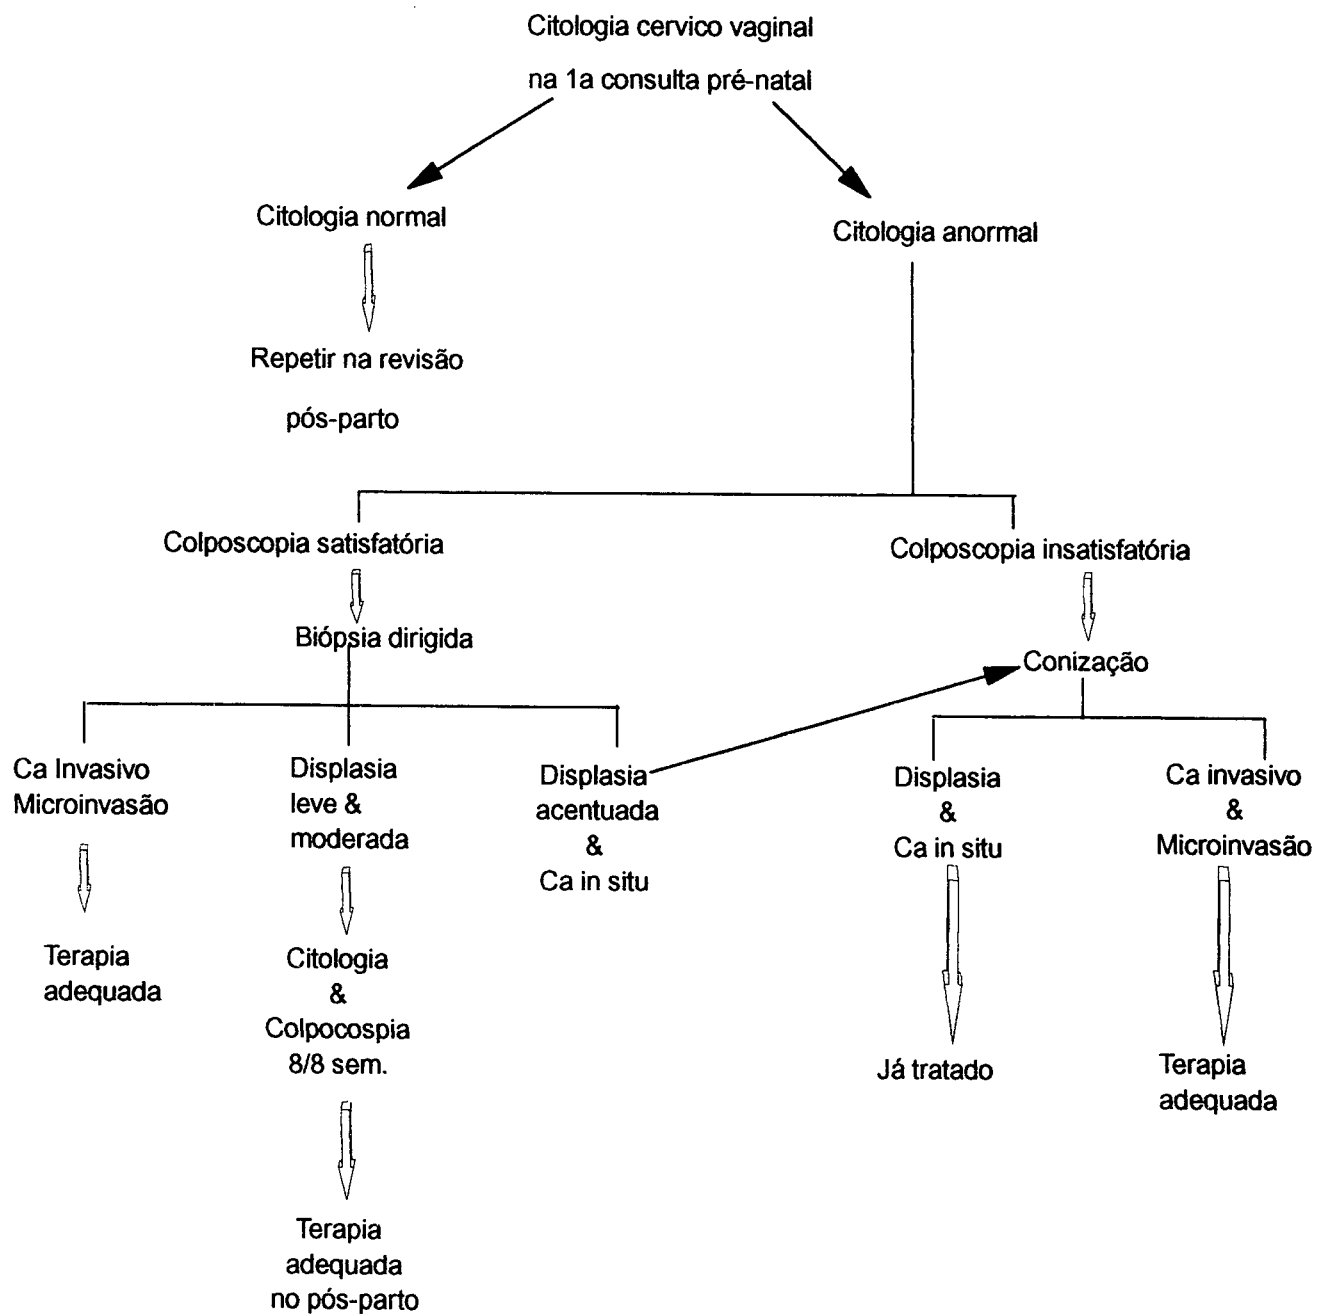 Citologia cervico vaginal
na 1a consulta pré-natal
Citologia normal
Citologia anormal
Repetir na revisão
pós-parto
Colposcopia satisfatória
Colposcopia insatisfatória
Biópsia dirigida
Conização
Ca Invasivo
Microinvasão
Displasia
leve &
moderada
Displasia
acentuada
&
Ca in situ
Displasia
&
Ca in situ
Ca invasivo
&
Microinvasão
Terapia
adequada
Citologia
&
Colpocospia
8/8 sem.
Já tratado
Terapia
adequada
Terapia
adequada
no pós-parto